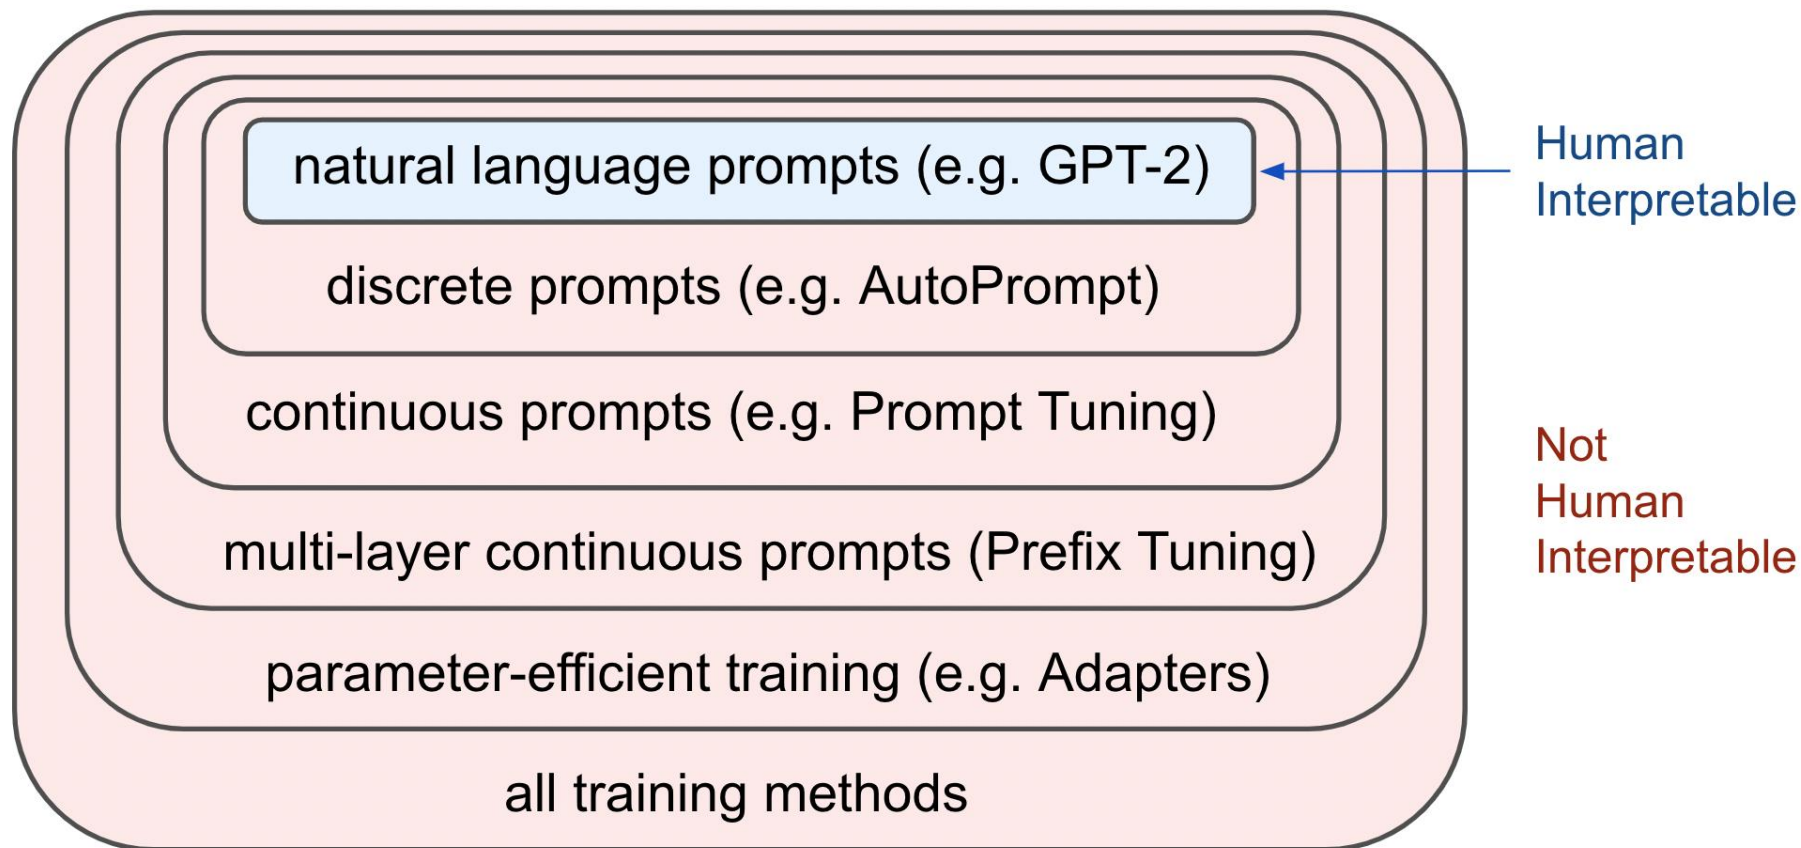 natural language prompts (e.g. GPT-2)
discrete prompts (e.g. AutoPrompt)
continuous prompts (e.g. Prompt Tuning)
multi-layer continuous prompts (Prefix Tuning)
parameter-efficient training (e.g. Adapters)
all training methods
Human
Interpretable
Not
Human
Interpretable